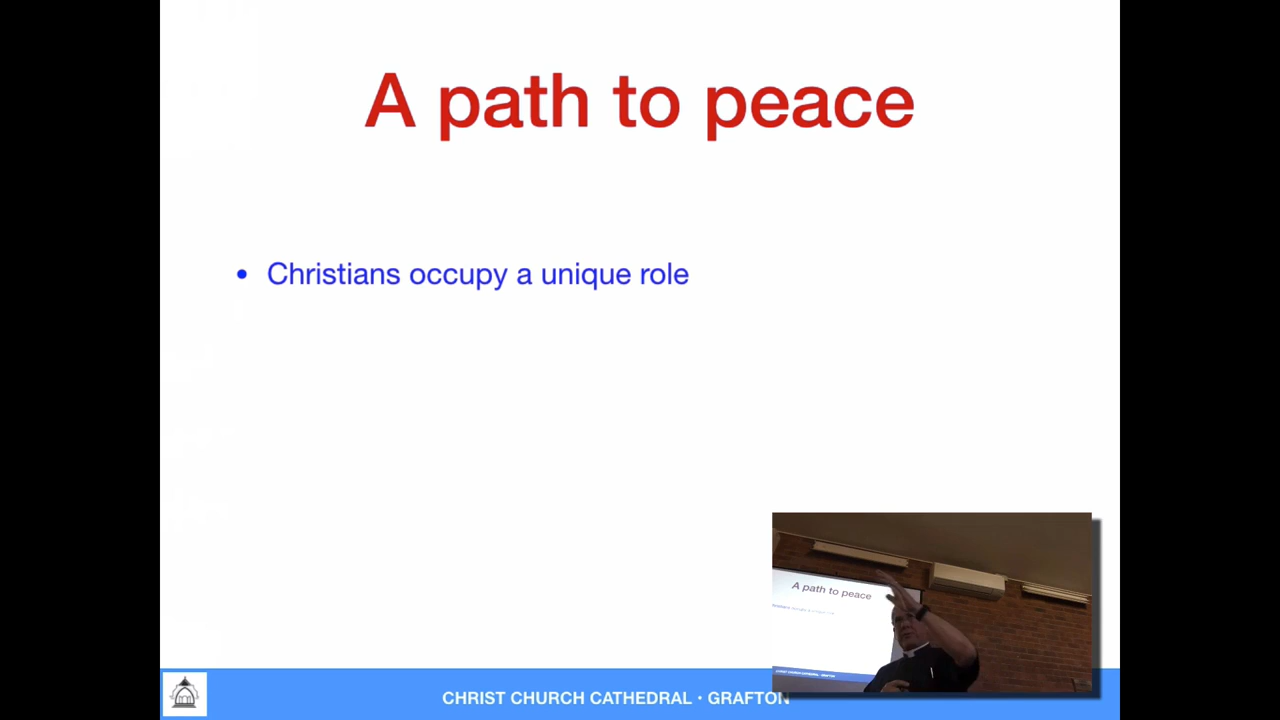 A path to peace
• Christians occupy a unique role
CHRIST CHURCH CATHEDRAL • GRAFTON
A path to peace